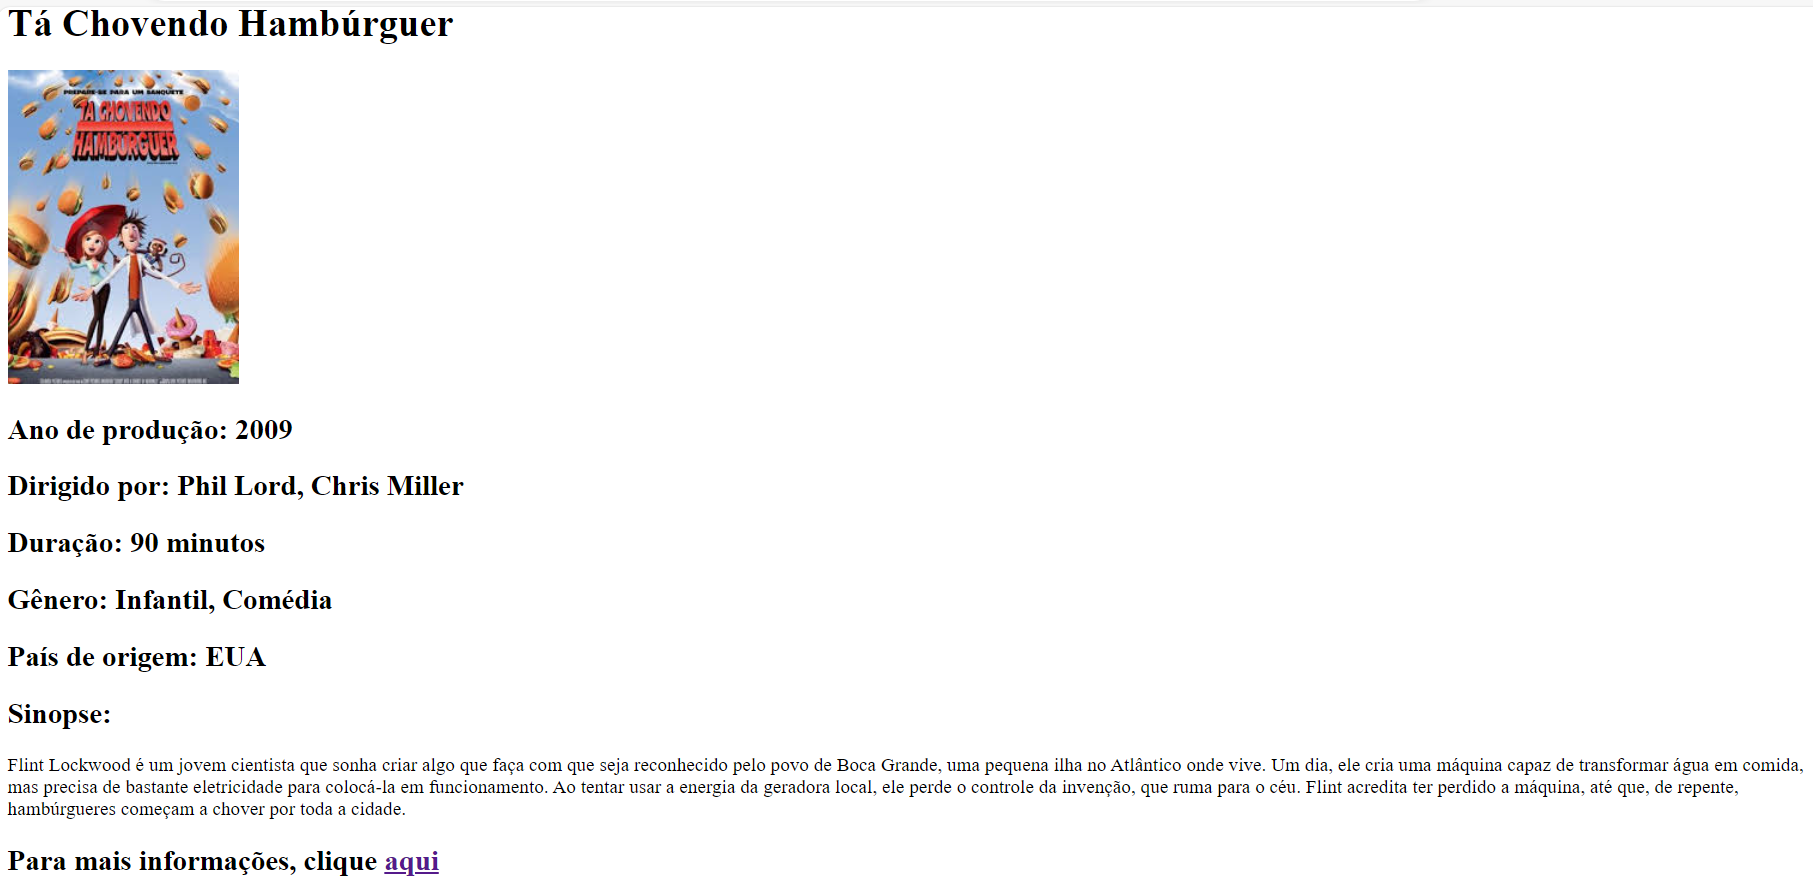 Tá Chovendo Hambúrguer
PREPARE-SE PARA UM BANQUETE
TÁ CHOVENDO
HAMBÚRGUER
Ano de produção: 2009
Dirigido por: Phil Lord, Chris Miller
Duração: 90 minutos
Gênero: Infantil, Comédia
País de origem: EUA
Sinopse:
Flint Lockwood é um jovem cientista que sonha criar algo que faça com que seja reconhecido pelo povo de Boca Grande, uma pequena ilha no Atlântico onde vive. Um dia, ele cria uma máquina capaz de transformar água em comida,
mas precisa de bastante eletricidade para colocá-la em funcionamento. Ao tentar usar a energia da geradora local, ele perde o controle da invenção, que ruma para o céu. Flint acredita ter perdido a máquina, até que, de repente,
hambúrgueres começam a chover por toda a cidade.
Para mais informações, clique aqui